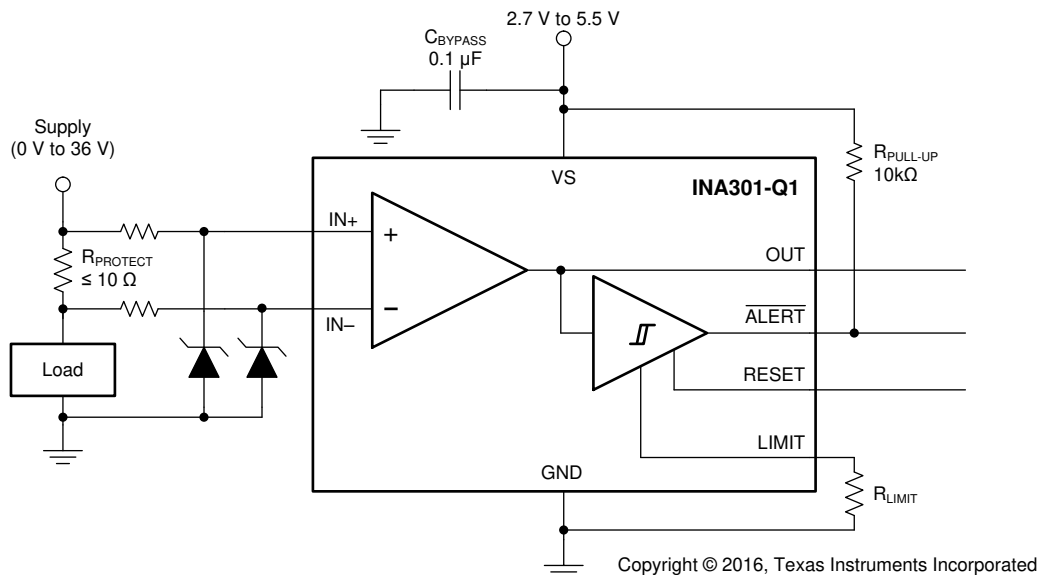 2.7 V to 5.5 V
CBYPASS
0.1 µF
Supply
(0 V to 36 V)
RPULL-UP
10kΩ
VS
INA301-Q1
IN+
+
RPROTECT
≤ 10 Ω
OUT
IN–
–
ALERT
Load
RESET
LIMIT
GND
RLIMIT
Copyright © 2016, Texas Instruments Incorporated